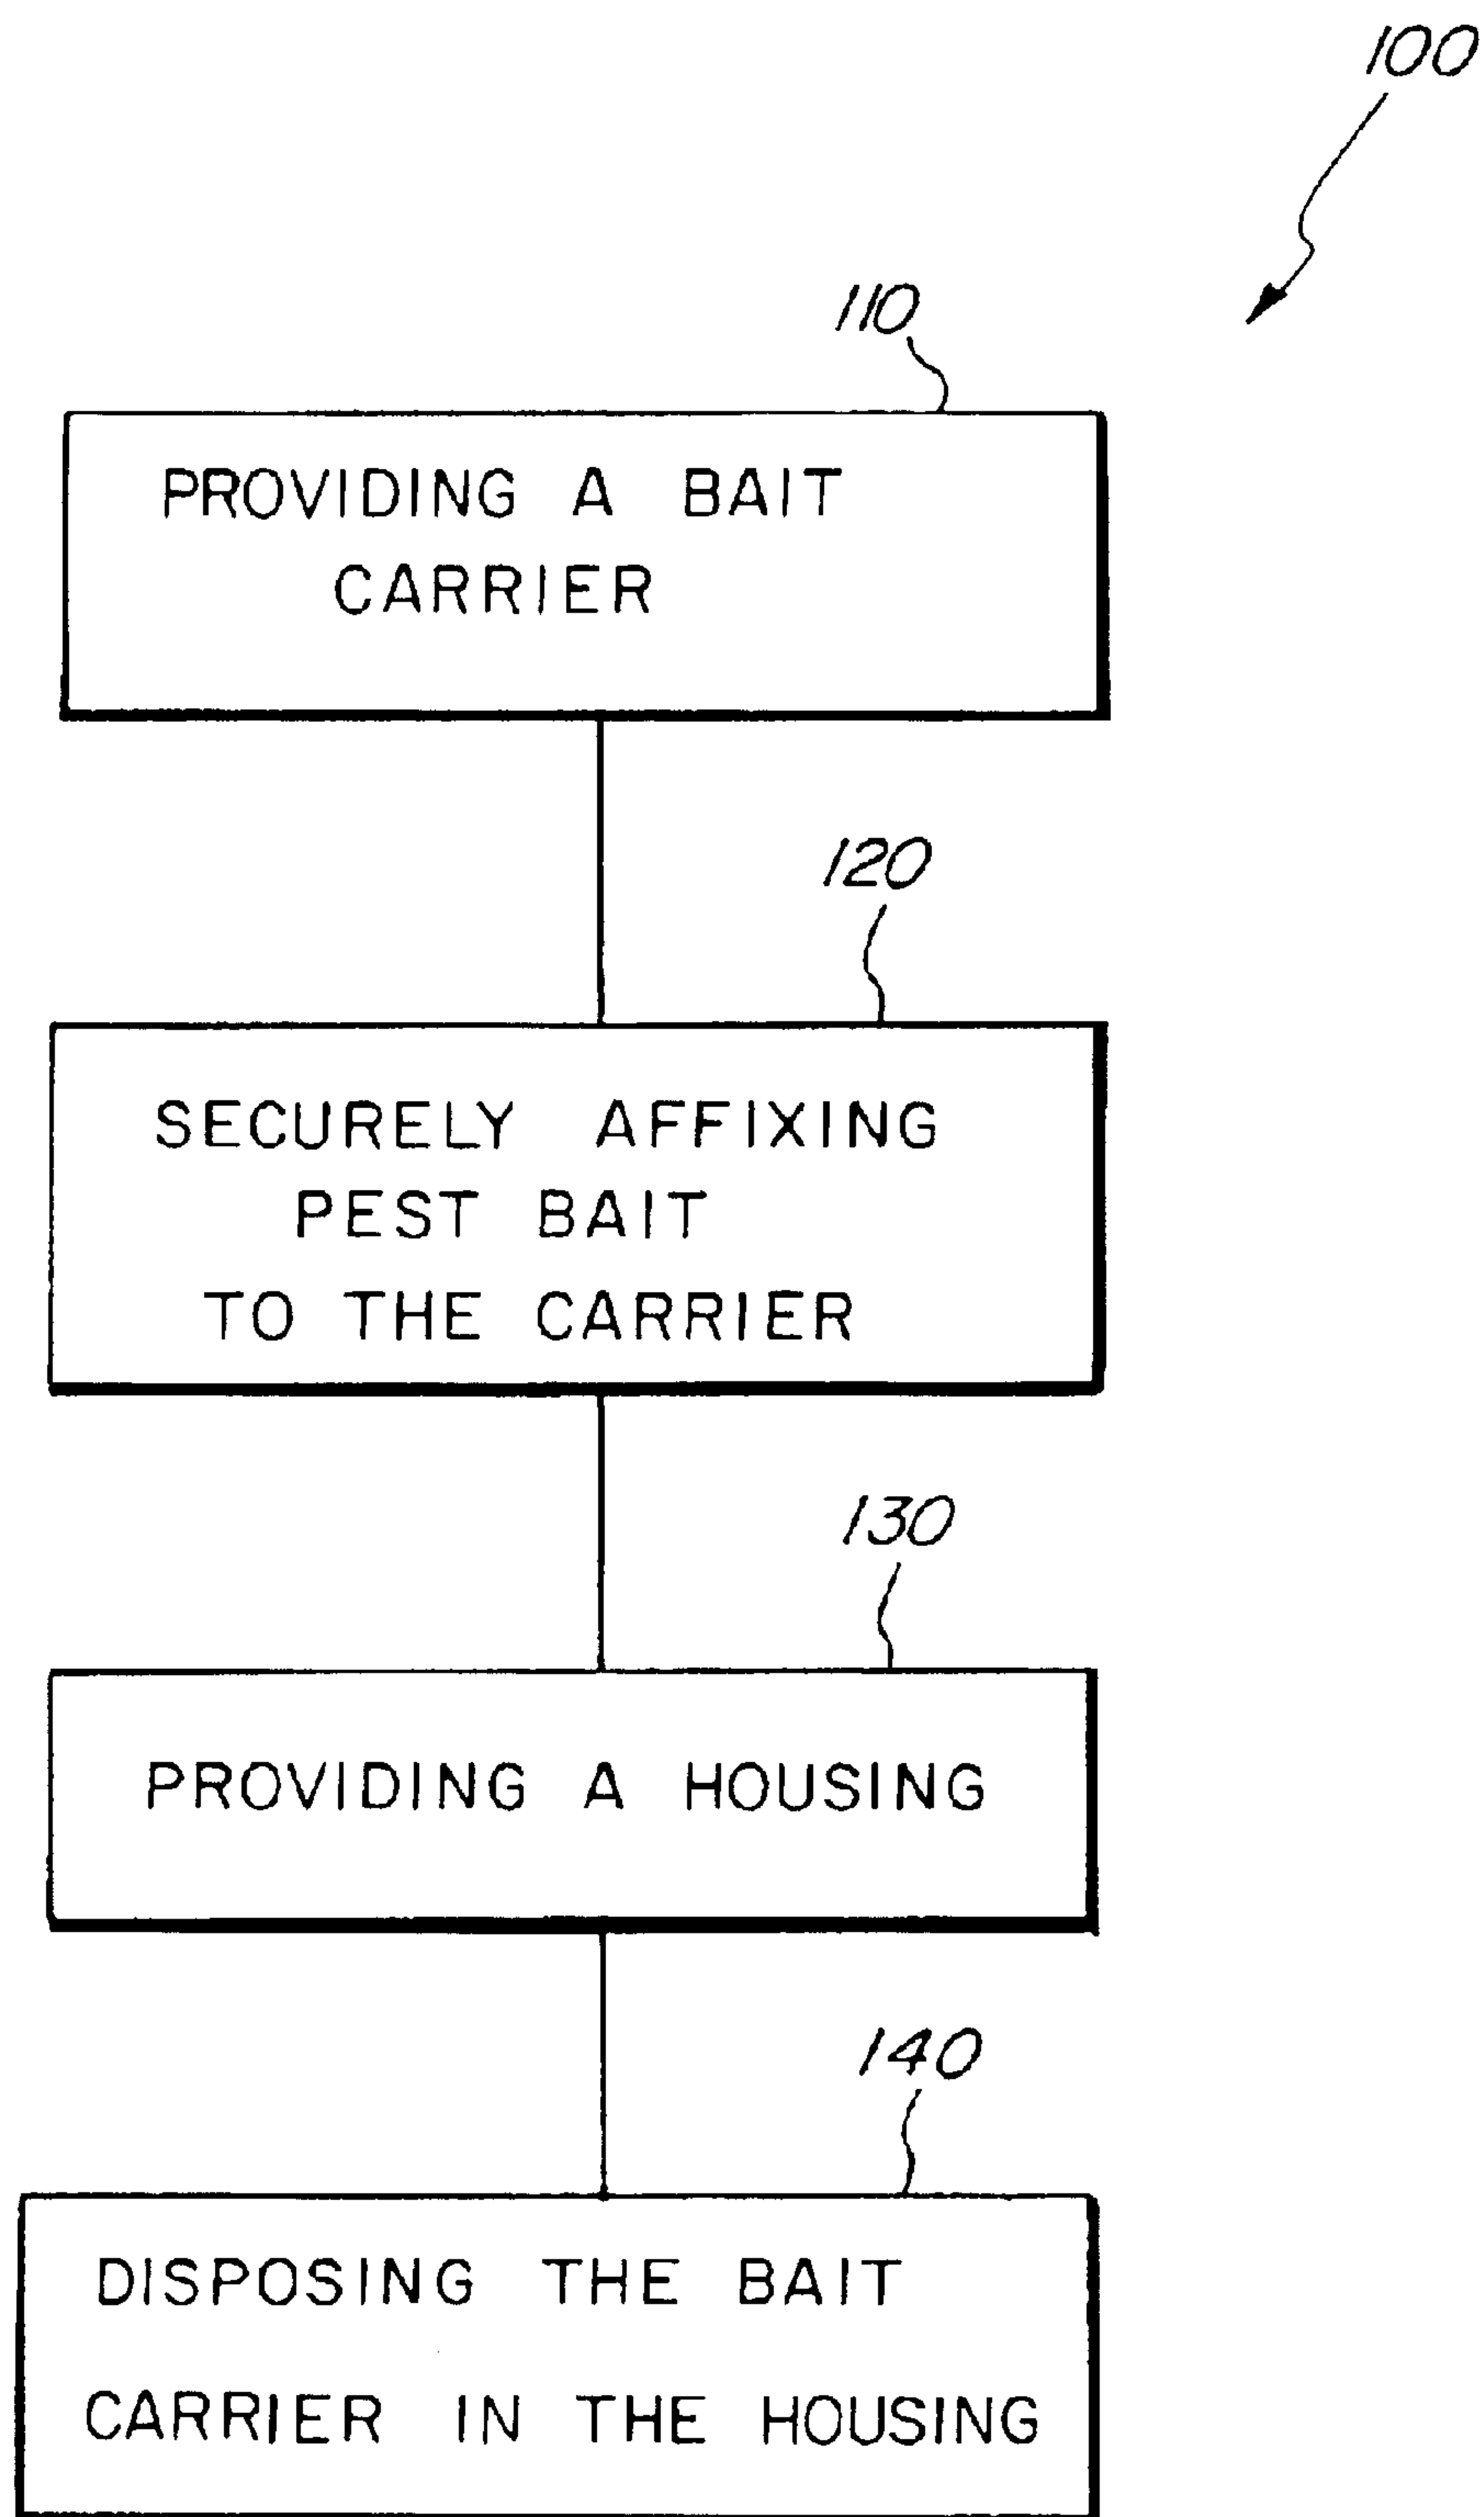 100
110
PROVIDING A BAIT
CARRIER
120
SECURELY AFFIXING
PEST BAIT
TO THE CARRIER
130
PROVIDING A HOUSING
140
DISPOSING THE BAIT
CARRIER IN THE HOUSING